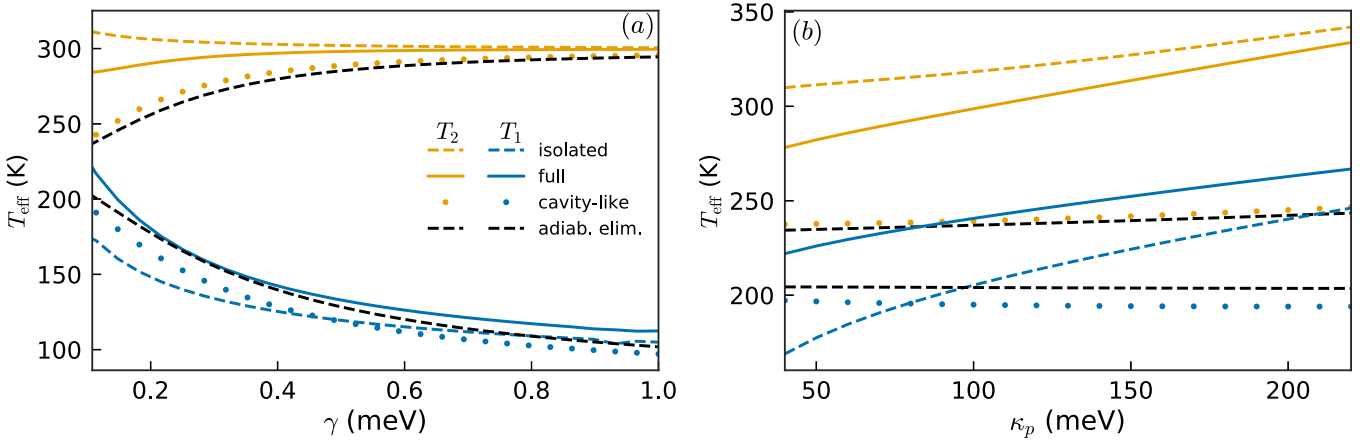 (a)
300
250
200
150
100
T_eff (K)
0.2
0.4
0.6
0.8
1.0
γ (meV)
T_2 T_1
isolated
full
cavity-like
adiab. elim.
(b)
350
300
250
200
T_eff (K)
50
100
150
200
κ_p (meV)